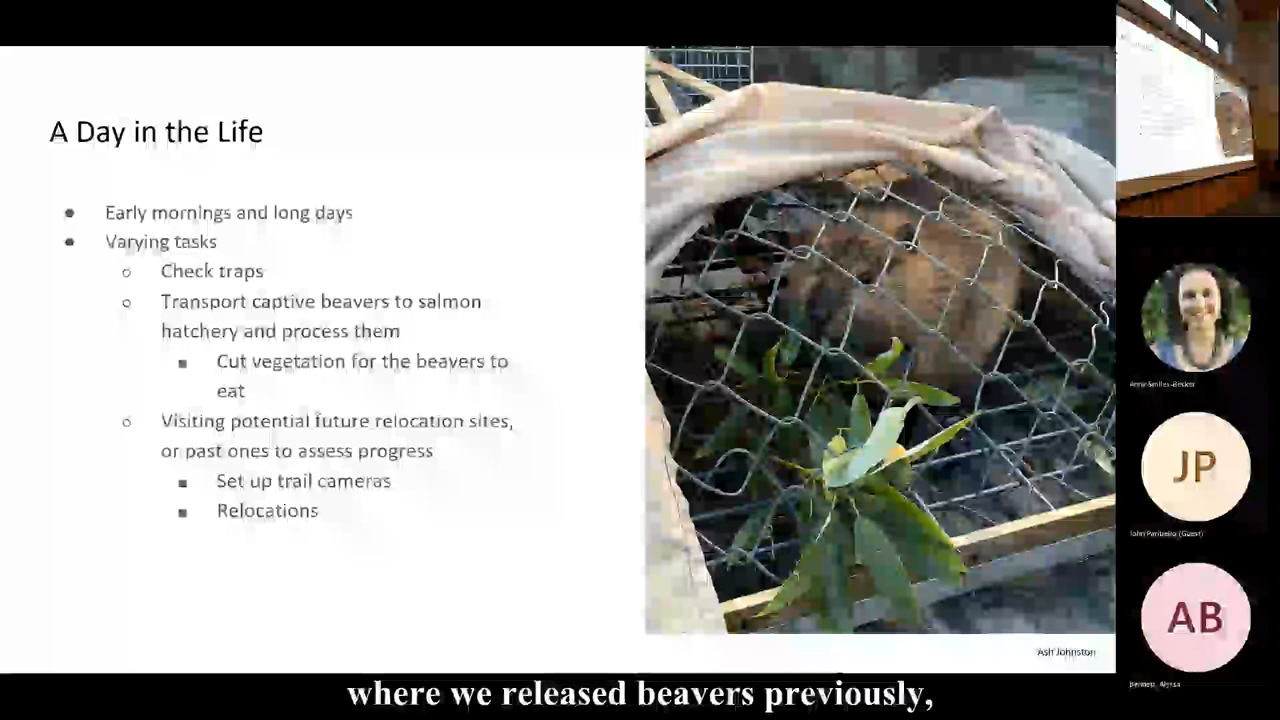 A Day in the Life
● Early mornings and long days
● Varying tasks
○ Check traps
○ Transport captive beavers to salmon
hatchery and process them
■ Cut vegetation for the beavers to
eat
○ Visiting potential future relocation sites,
or past ones to assess progress
■ Set up trail cameras
■ Relocations
Ash Johnston
JP
AB
where we released beavers previously,